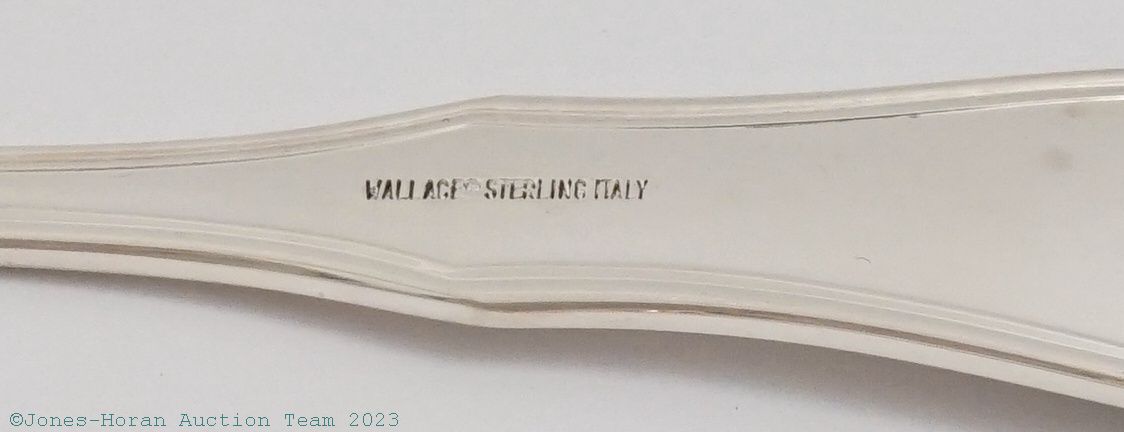 WALLACE® STERLING ITALY
©Jones-Horan Auction Team 2023